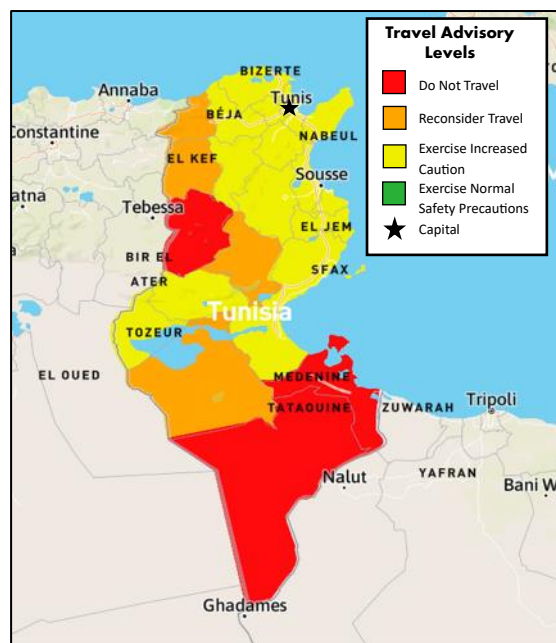 Travel Advisory
Levels
Do Not Travel
Reconsider Travel
Exercise Increased
Caution
Exercise Normal
Safety Precautions
Capital
BIZERTE
Annaba
Tunis
BÉJA
Constantine
NABEUL
EL KEF
Sousse
atna
Tebessa
EL JEM
BIR EL
ATER
SFAX
Tunisia
TOZEUR
EL OUED
MEDENINE
TATAOUINE
ZUWARAH
Tripoli
YAFRAN
Nalut
Bani W
Ghadames